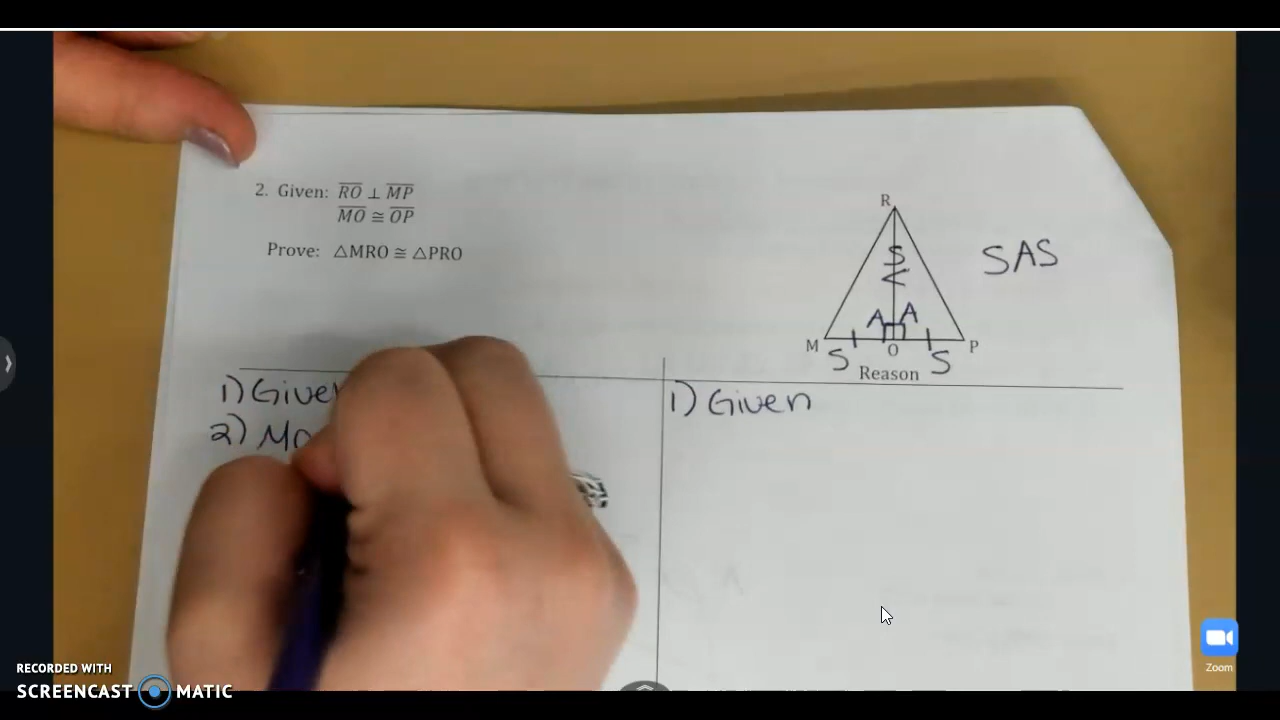 2. Given: RO ⊥ MP
MO ≅ OP
Prove: △MRO ≅ △PRO
R
S
SAS
A A
M O P
S S
Reason
1) Given
1) Given
2) MO
Zoom
RECORDED WITH
SCREENCAST MATIC